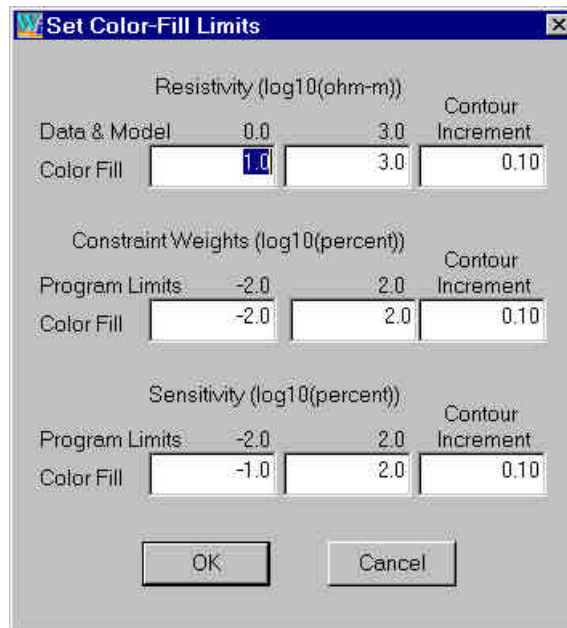 Set Color-Fill Limits
Resistivity (log10(ohm-m))
Contour
Data & Model 0.0 3.0 Increment
Color Fill 1.0 3.0 0.10
Constraint Weights (log10(percent))
Contour
Program Limits -2.0 2.0 Increment
Color Fill -2.0 2.0 0.10
Sensitivity (log10(percent))
Contour
Program Limits -2.0 2.0 Increment
Color Fill -1.0 2.0 0.10
OK Cancel